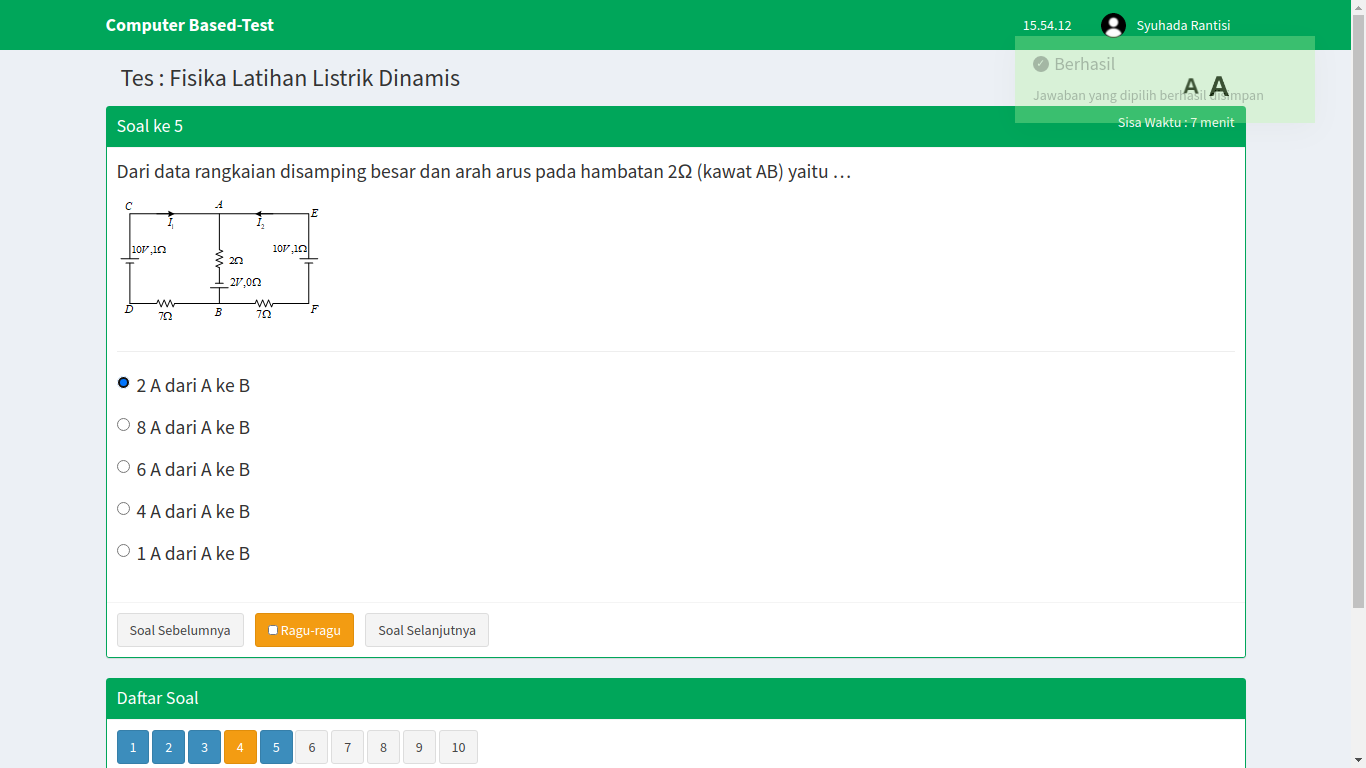 Computer Based-Test
15.54.12
Syuhada Rantisi
Tes : Fisika Latihan Listrik Dinamis
Berhasil
A A
Jawaban yang dipilih berhasil disimpan
Soal ke 5
Sisa Waktu : 7 menit
Dari data rangkaian disamping besar dan arah arus pada hambatan 2Ω (kawat AB) yaitu …
C A E
I₁ I₂
10V,1Ω 10V,1Ω
2Ω
2V,0Ω
D B F
7Ω 7Ω
2 A dari A ke B
8 A dari A ke B
6 A dari A ke B
4 A dari A ke B
1 A dari A ke B
Soal Sebelumnya
Ragu-ragu
Soal Selanjutnya
Daftar Soal
1 2 3 4 5 6 7 8 9 10